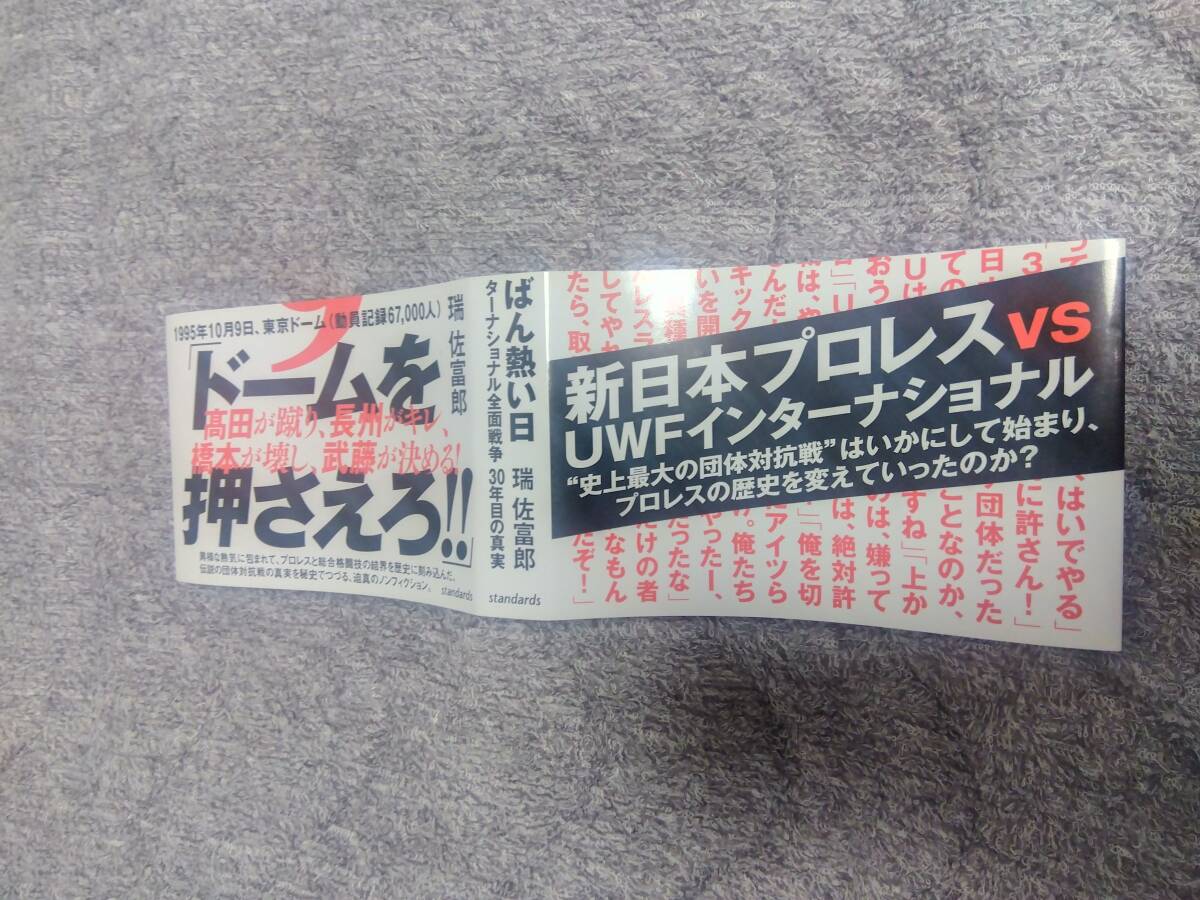 1995年10月9日、東京ドーム(動員記録67,000人)
「ドームを
髙田が蹴り、長州がキレ、
橋本が壊し、武藤が決める!
押さえろ!!」
異様な熱気に包まれて、プロレスと総合格闘技の結界を歴史に刻み込んだ、
伝説の団体対抗戦の真実を秘史でつづる、迫真のノンフィクション。
standards
瑞 佐富郎
ばん熱い日 瑞 佐富郎
ターナショナル全面戦争 30年目の真実
standards
新日本プロレス vs
UWFインターナショナル
“史上最大の団体対抗戦”はいかにして始まり、
プロレスの歴史を変えていったのか?
、はいでやる」
に許さん!」
団体だった
ことなのか、
のは、嫌って
すね」「上か
は、絶対許
」「俺を切
たったな」
にアイツら
け。俺たち
やったー、
だけの者
なもん
だぞ!」